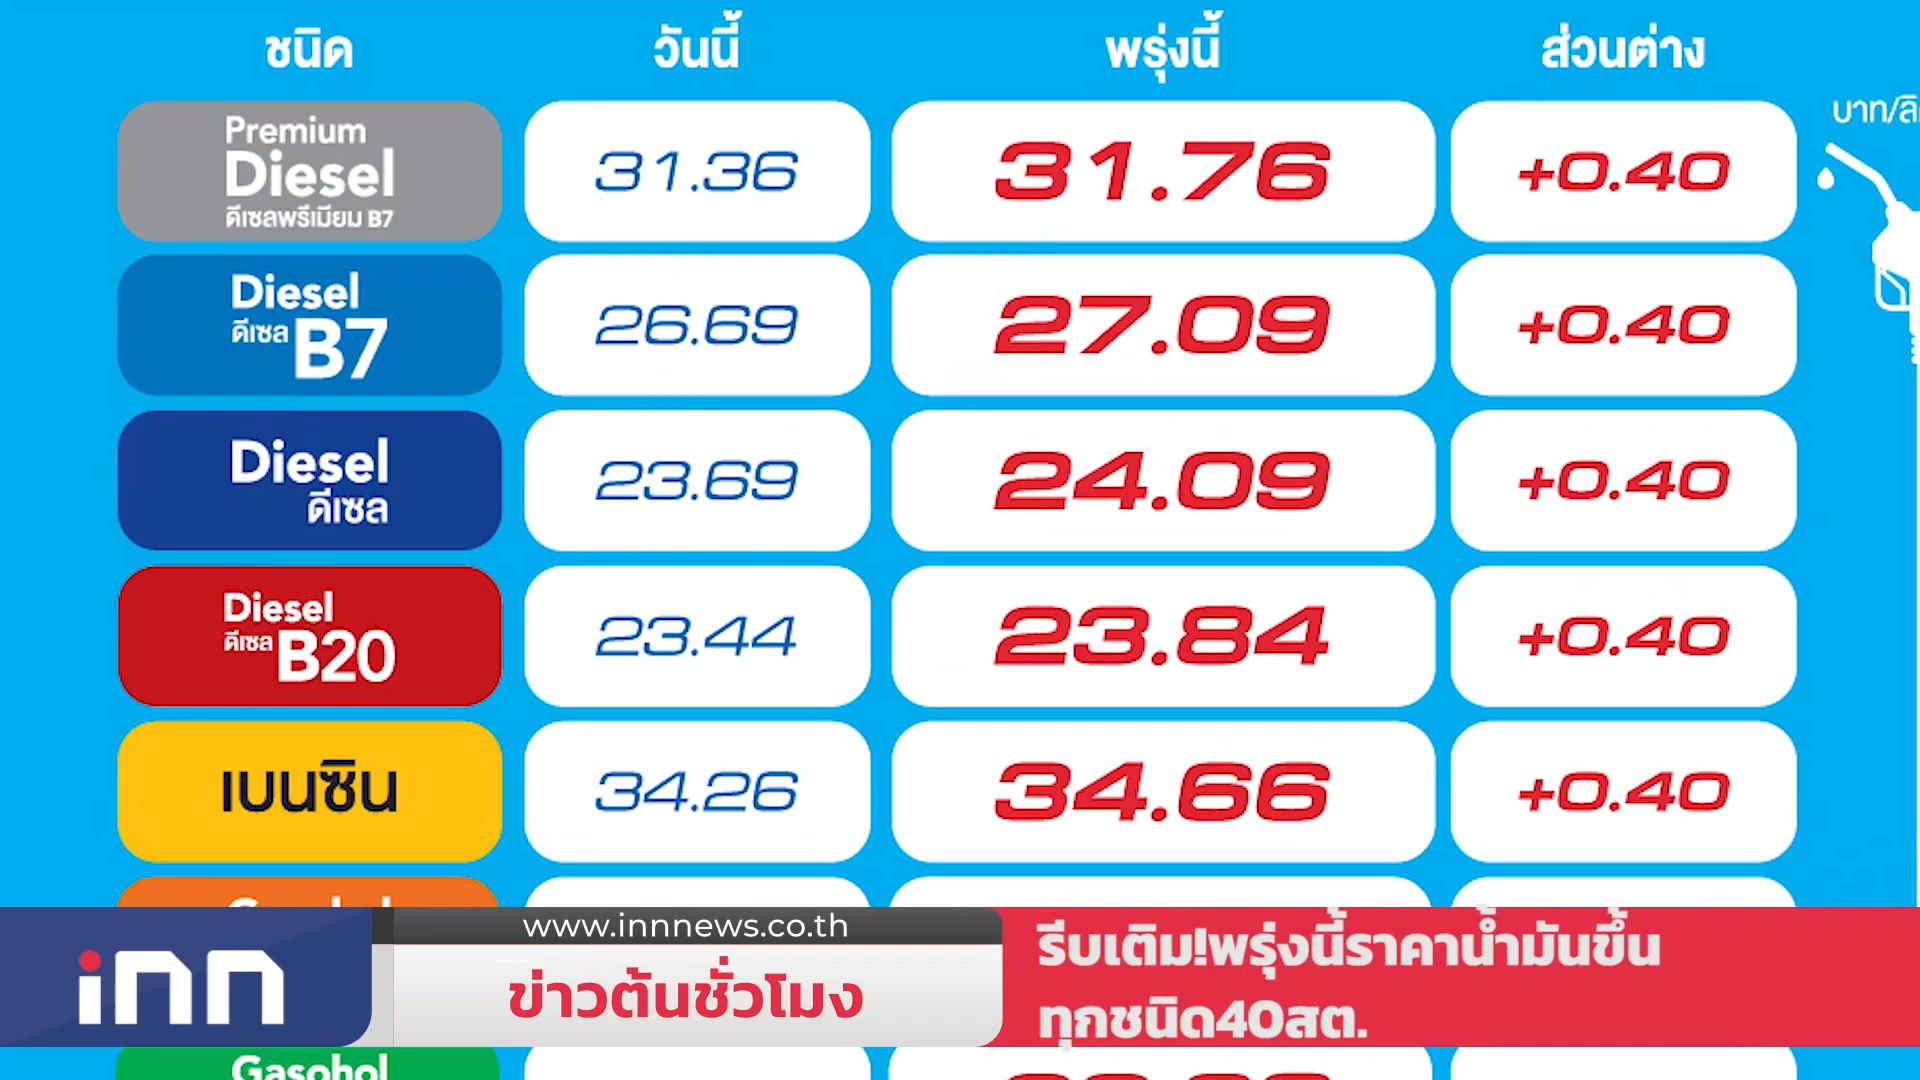 ชนิด วันนี้ พรุ่งนี้ ส่วนต่าง
Premium
Diesel
ดีเซลพรีเมียม B7
31.36 31.76 +0.40
Diesel
ดีเซล B7
26.69 27.09 +0.40
Diesel
ดีเซล
23.69 24.09 +0.40
Diesel
ดีเซล B20
23.44 23.84 +0.40
เบนซิน 34.26 34.66 +0.40
inn
www.innnews.co.th
ข่าวต้นชั่วโมง
รีบเติม!พรุ่งนี้ราคาน้ำมันขึ้น
ทุกชนิด40สต.
Gasohol